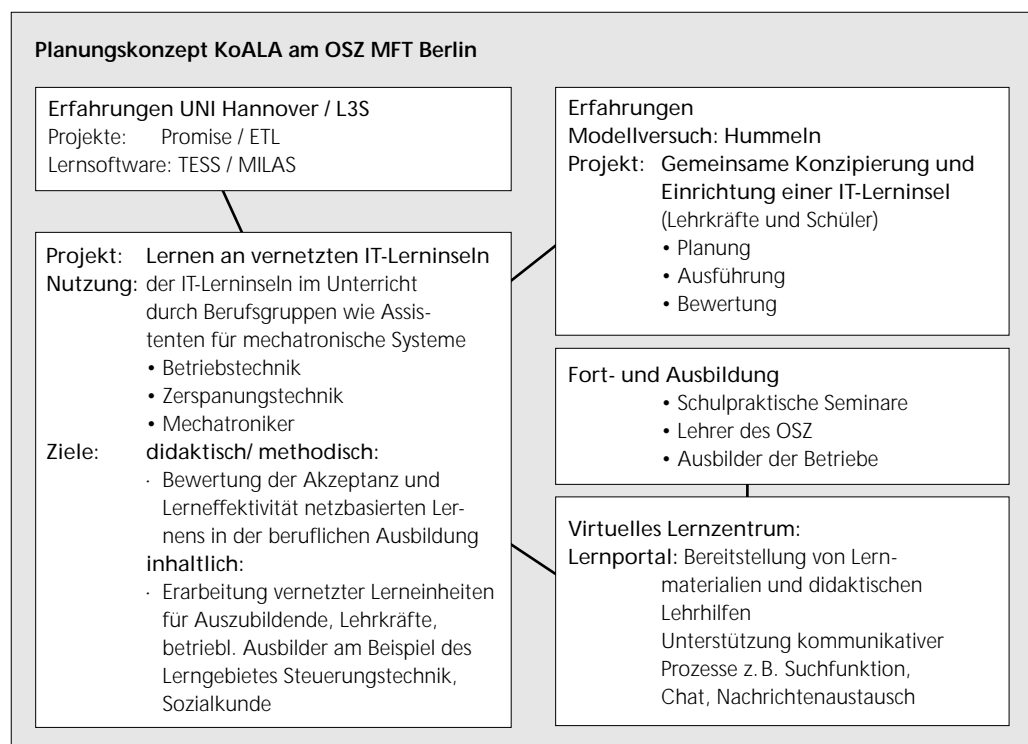 Planungskonzept KoALA am OSZ MFT Berlin
Erfahrungen UNI Hannover / L3S
Projekte: Promise / ETL
Lernsoftware: TESS / MILAS
Projekt: Lernen an vernetzten IT-Lerninseln
Nutzung: der IT-Lerninseln im Unterricht
durch Berufsgruppen wie Assis-
tenten für mechatronische Systeme
• Betriebstechnik
• Zerspanungstechnik
• Mechatroniker
Ziele: didaktisch/ methodisch:
· Bewertung der Akzeptanz und
Lerneffektivität netzbasierten Ler-
nens in der beruflichen Ausbildung
inhaltlich:
· Erarbeitung vernetzter Lerneinheiten
für Auszubildende, Lehrkräfte,
betriebl. Ausbilder am Beispiel des
Lerngebietes Steuerungstechnik,
Sozialkunde
Erfahrungen
Modellversuch: Hummeln
Projekt: Gemeinsame Konzipierung und
Einrichtung einer IT-Lerninsel
(Lehrkräfte und Schüler)
• Planung
• Ausführung
• Bewertung
Fort- und Ausbildung
• Schulpraktische Seminare
• Lehrer des OSZ
• Ausbilder der Betriebe
Virtuelles Lernzentrum:
Lernportal: Bereitstellung von Lern-
materialien und didaktischen
Lehrhilfen
Unterstützung kommunikativer
Prozesse z. B. Suchfunktion,
Chat, Nachrichtenaustausch